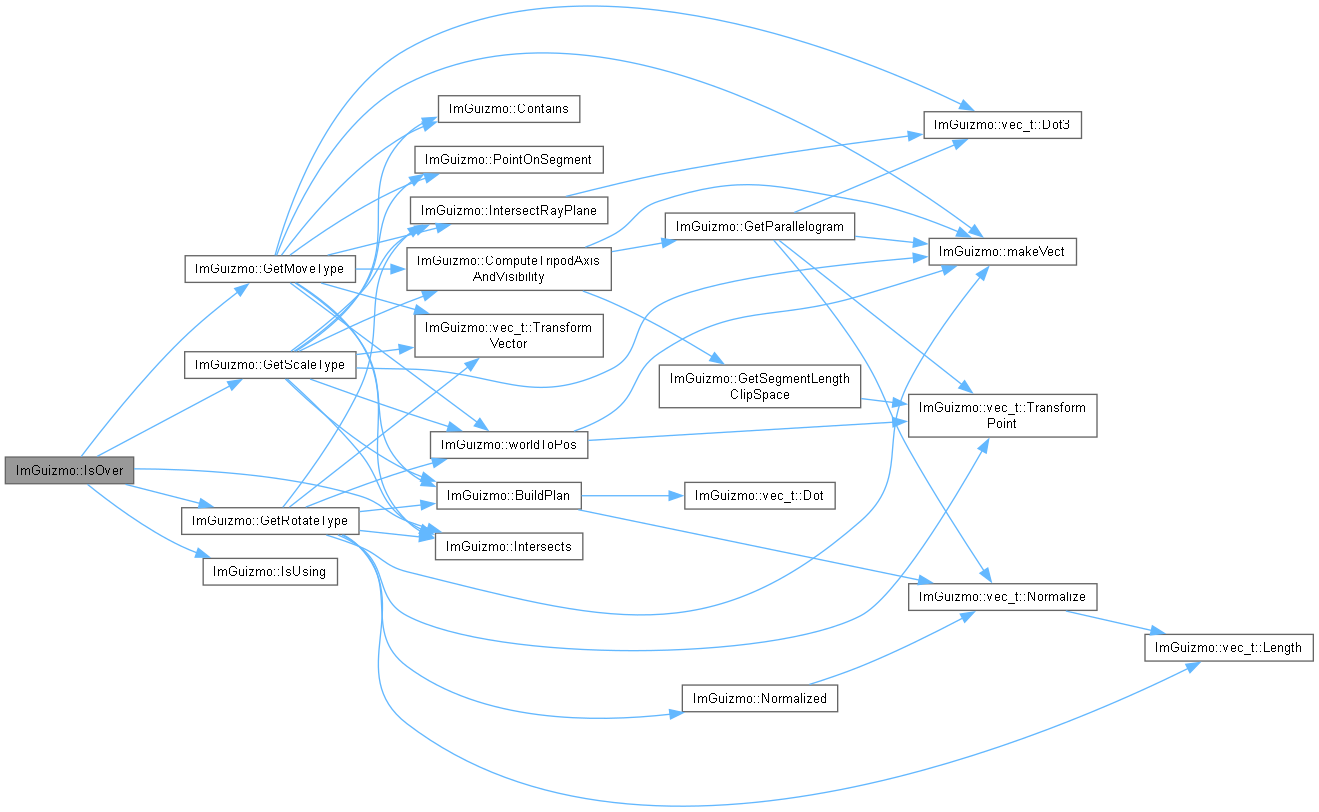 ImGuizmo::IsOver
ImGuizmo::GetMoveType
ImGuizmo::GetScaleType
ImGuizmo::GetRotateType
ImGuizmo::IsUsing
ImGuizmo::Contains
ImGuizmo::PointOnSegment
ImGuizmo::IntersectRayPlane
ImGuizmo::ComputeTripodAxis
AndVisibility
ImGuizmo::vec_t::Transform
Vector
ImGuizmo::worldToPos
ImGuizmo::BuildPlan
ImGuizmo::Intersects
ImGuizmo::GetParallelogram
ImGuizmo::GetSegmentLength
ClipSpace
ImGuizmo::vec_t::Dot
ImGuizmo::Normalized
ImGuizmo::vec_t::Dot3
ImGuizmo::makeVect
ImGuizmo::vec_t::Transform
Point
ImGuizmo::vec_t::Normalize
ImGuizmo::vec_t::Length